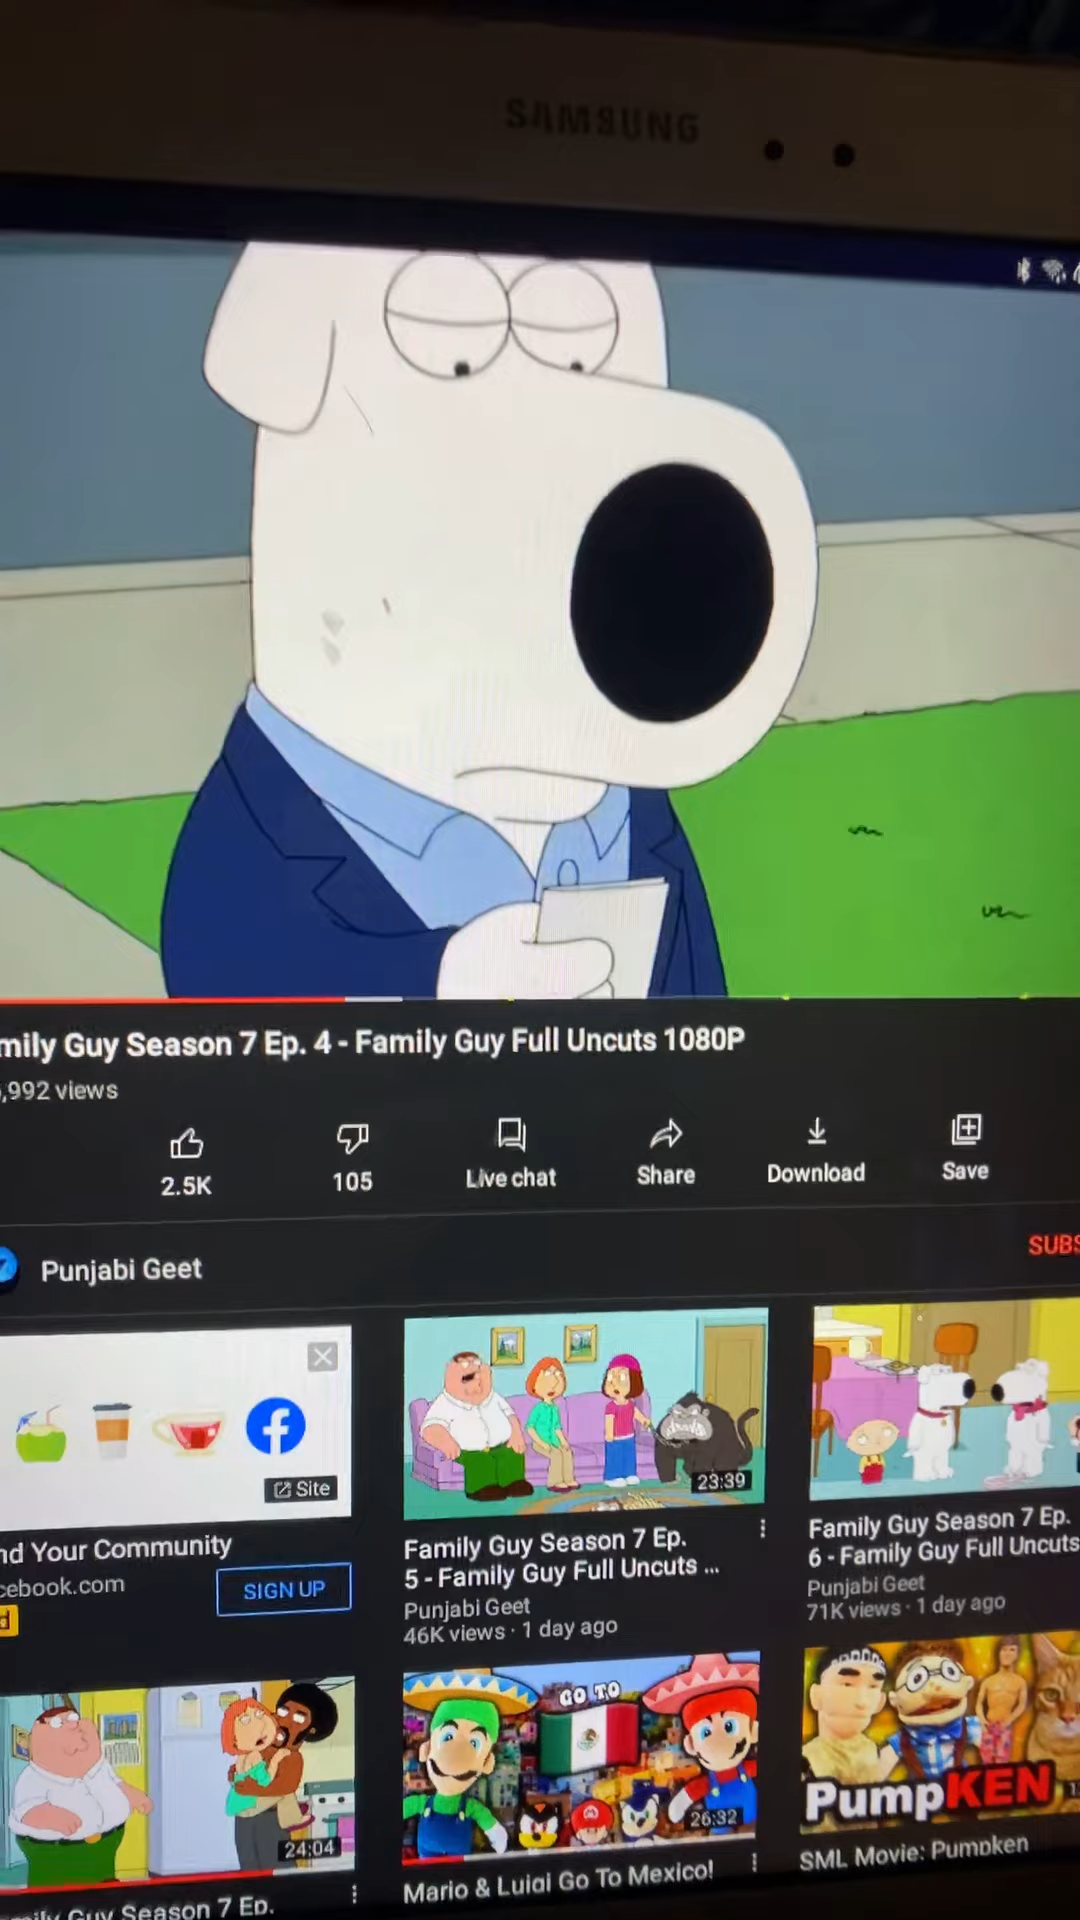 SAMSUNG
mily Guy Season 7 Ep. 4 - Family Guy Full Uncuts 1080P
,992 views
2.5K
105
Live chat
Share
Download
Save
Punjabi Geet
SUBS
Site
nd Your Community
cebook.com
SIGN UP
d
23:39
Family Guy Season 7 Ep.
5 - Family Guy Full Uncuts ...
Punjabi Geet
46K views · 1 day ago
Family Guy Season 7 Ep.
6 - Family Guy Full Uncuts
Punjabi Geet
71K views · 1 day ago
24:04
mily Guy Season 7 Ep.
GO TO
26:32
Mario & Luigi Go To Mexico!
PumpKEN
SML Movie: Pumpken